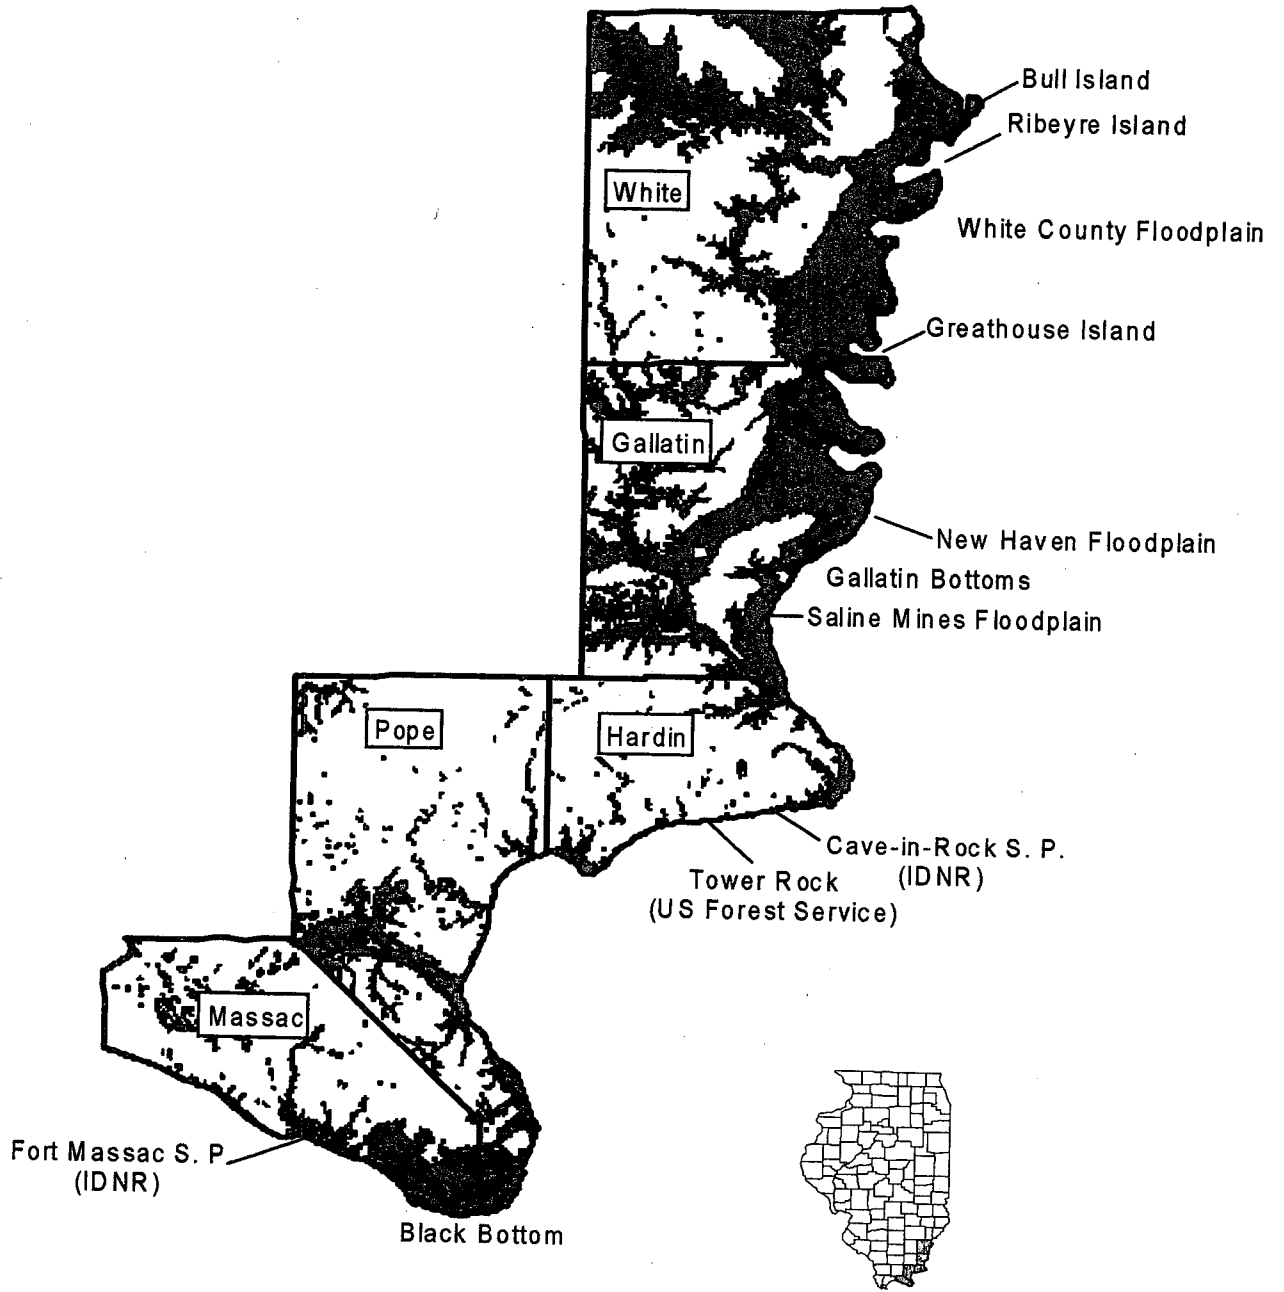 Bull Island
Ribeyre Island
White
White County Floodplain
Greathouse Island
Gallatin
New Haven Floodplain
Gallatin Bottoms
Saline Mines Floodplain
Pope
Hardin
Cave-in-Rock S. P.
(IDNR)
Tower Rock
(US Forest Service)
Massac
Fort Massac S. P
(IDNR)
Black Bottom